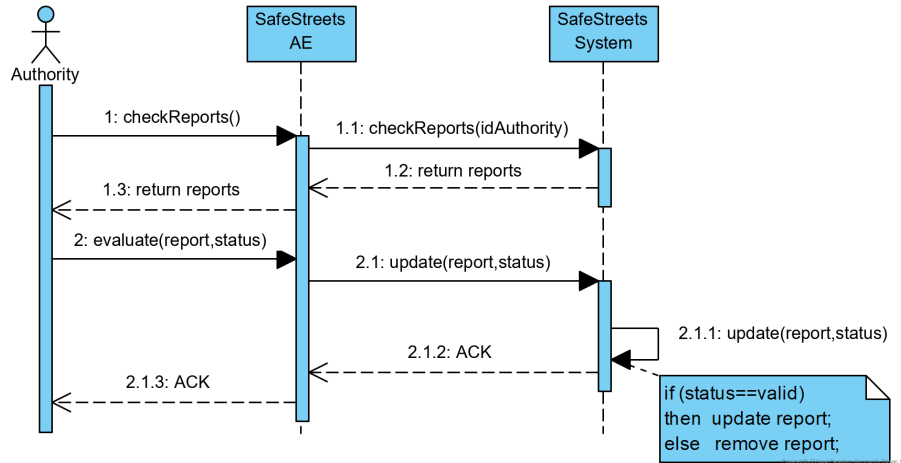 SafeStreets
AE
SafeStreets
System
Authority
1: checkReports()
1.1: checkReports(idAuthority)
1.2: return reports
1.3: return reports
2: evaluate(report,status)
2.1: update(report,status)
2.1.1: update(report,status)
2.1.2: ACK
2.1.3: ACK
if (status==valid)
then update report;
else remove report;